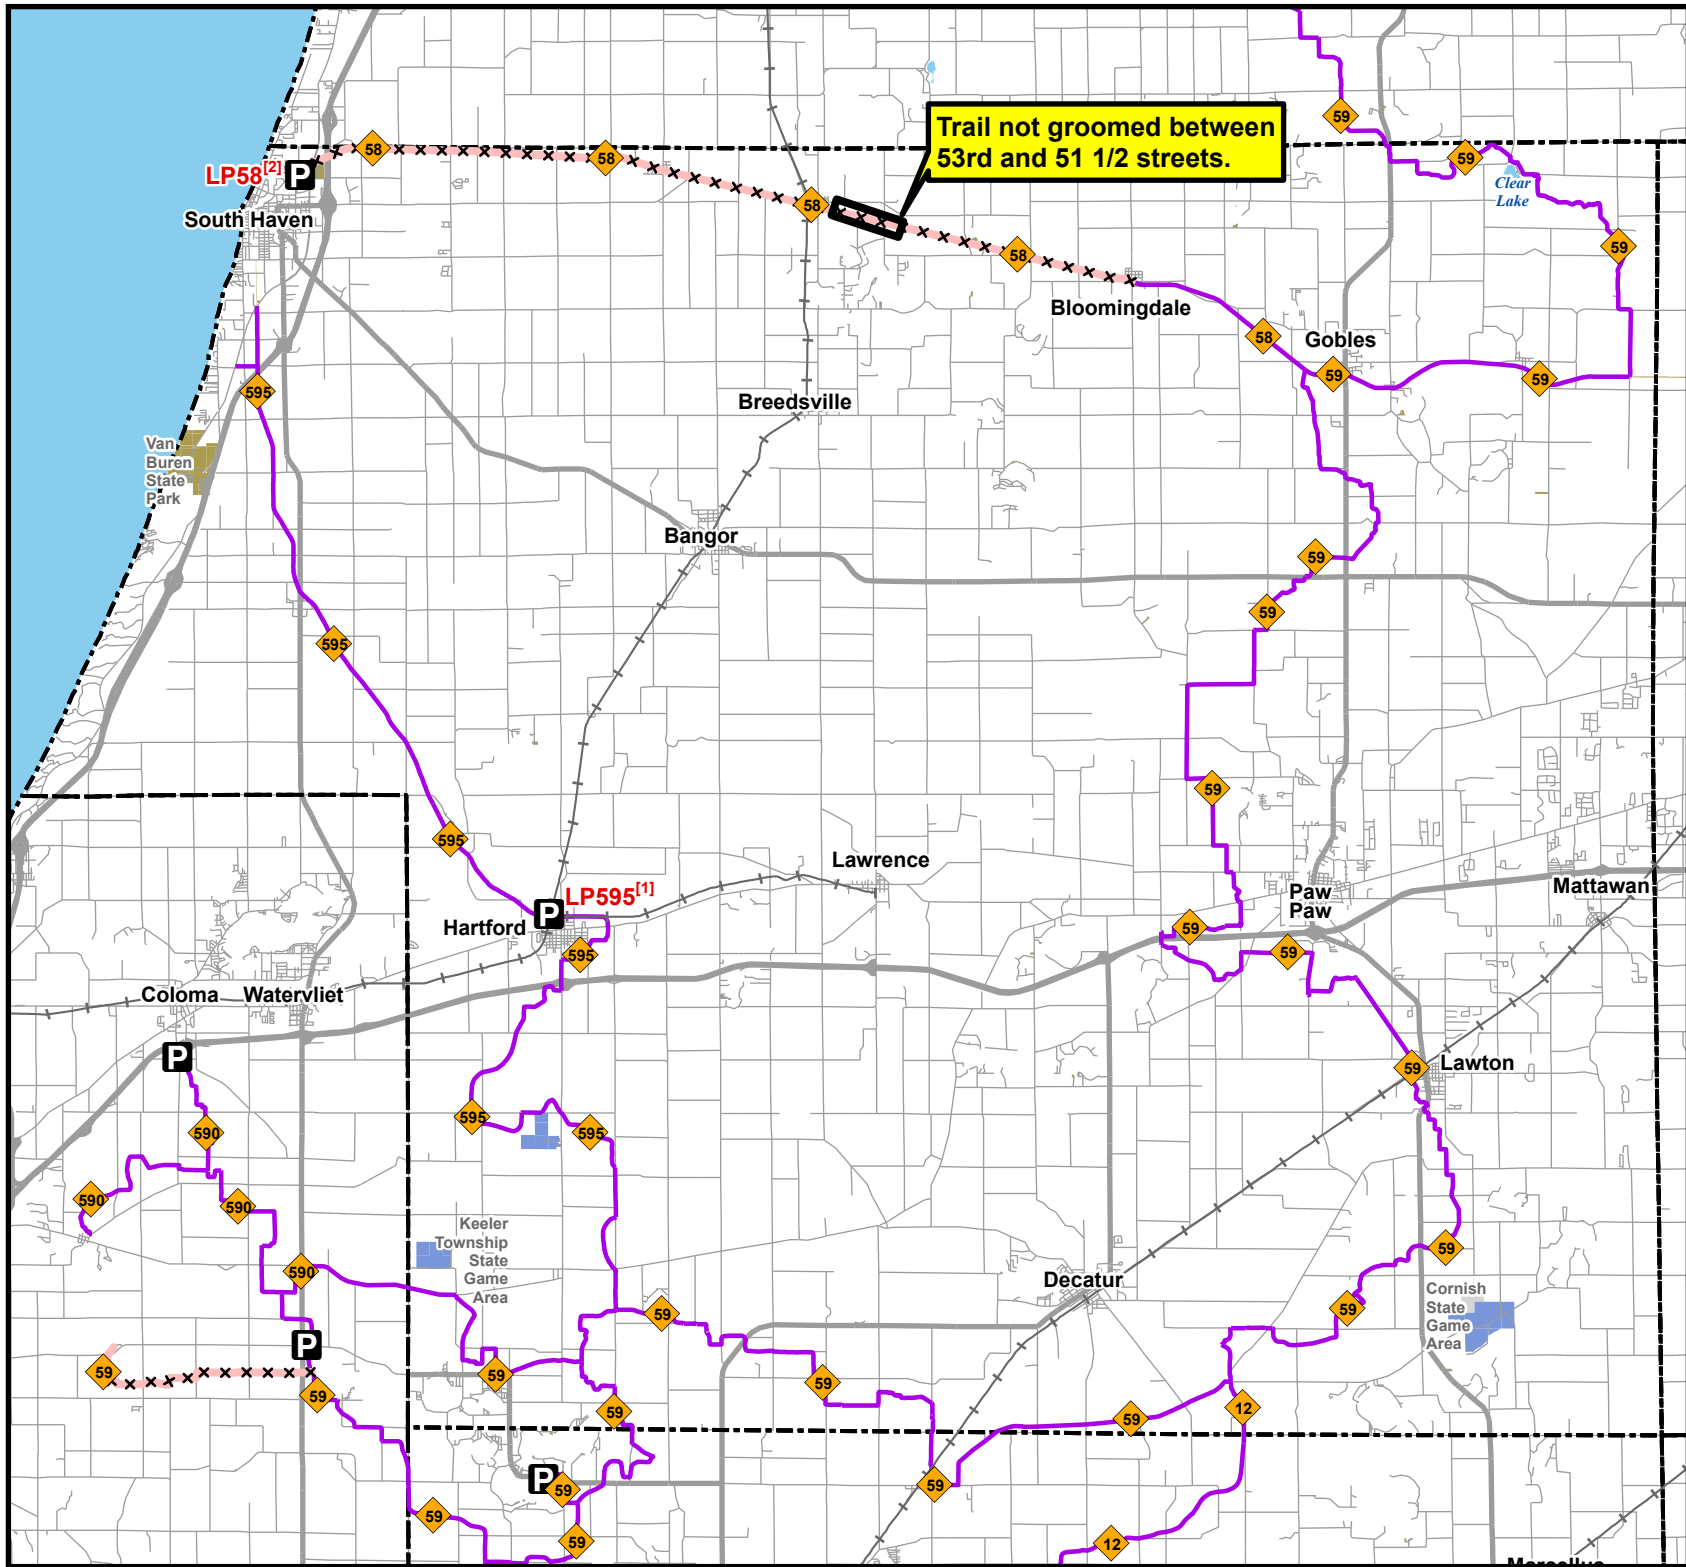 Trail not groomed between
53rd and 51 1/2 streets.
59
58
58
59
Clear
Lake
LP58[2]
P
South Haven
58
59
58
Bloomingdale
58
Gobles
59
59
595
Breedsville
Van
Buren
State
Park
Bangor
59
59
595
59
595
Lawrence
Paw
Paw
Mattawan
LP595[1]
P
Hartford
59
595
59
Coloma
Watervliet
P
59
Lawton
595
590
595
590
590
Keeler
Township
State
Game
Area
59
590
Decatur
Cornish
State
Game
Area
59
59
P
59
59
59
59
59
59
12
P
59
59
59
59
12